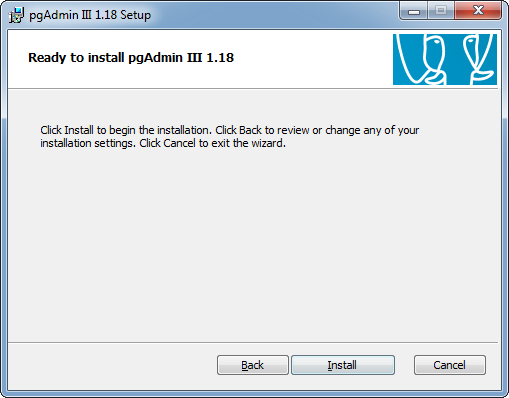 pgAdmin III 1.18 Setup
Ready to install pgAdmin III 1.18
Click Install to begin the installation. Click Back to review or change any of your
installation settings. Click Cancel to exit the wizard.
Back Install Cancel